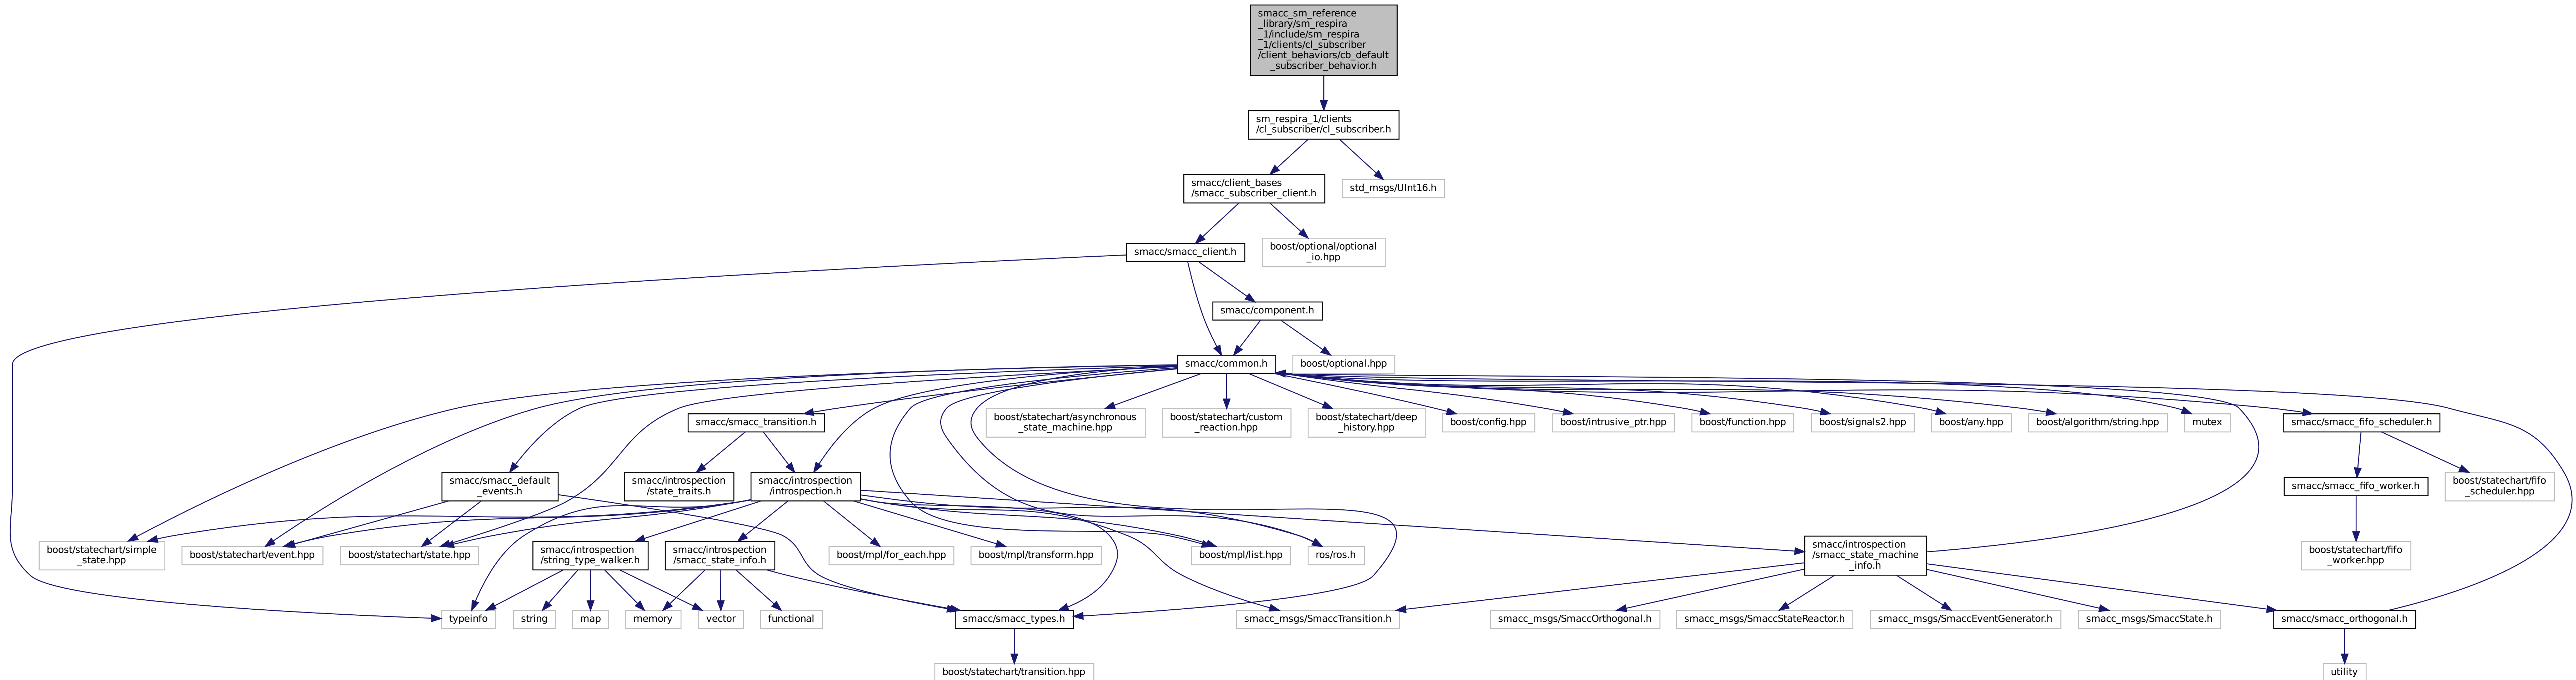 smacc_sm_reference
_library/sm_respira
_1/include/sm_respira
_1/clients/cl_subscriber
/client_behaviors/cb_default
_subscriber_behavior.h
sm_respira_1/clients
/cl_subscriber/cl_subscriber.h
smacc/client_bases
/smacc_subscriber_client.h
std_msgs/UInt16.h
smacc/smacc_client.h
boost/optional/optional
_io.hpp
smacc/component.h
smacc/common.h
boost/optional.hpp
smacc/smacc_transition.h
boost/statechart/asynchronous
_state_machine.hpp
boost/statechart/custom
_reaction.hpp
boost/statechart/deep
_history.hpp
boost/config.hpp
boost/intrusive_ptr.hpp
boost/function.hpp
boost/signals2.hpp
boost/any.hpp
boost/algorithm/string.hpp
mutex
smacc/smacc_fifo_scheduler.h
smacc/smacc_default
_events.h
smacc/introspection
/state_traits.h
smacc/introspection
/introspection.h
smacc/smacc_fifo_worker.h
boost/statechart/fifo
_scheduler.hpp
boost/statechart/simple
_state.hpp
boost/statechart/event.hpp
boost/statechart/state.hpp
smacc/introspection
/string_type_walker.h
smacc/introspection
/smacc_state_info.h
boost/mpl/for_each.hpp
boost/mpl/transform.hpp
boost/mpl/list.hpp
ros/ros.h
smacc/introspection
/smacc_state_machine
_info.h
boost/statechart/fifo
_worker.hpp
typeinfo
string
map
memory
vector
functional
smacc/smacc_types.h
smacc_msgs/SmaccTransition.h
smacc_msgs/SmaccOrthogonal.h
smacc_msgs/SmaccStateReactor.h
smacc_msgs/SmaccEventGenerator.h
smacc_msgs/SmaccState.h
smacc/smacc_orthogonal.h
boost/statechart/transition.hpp
utility